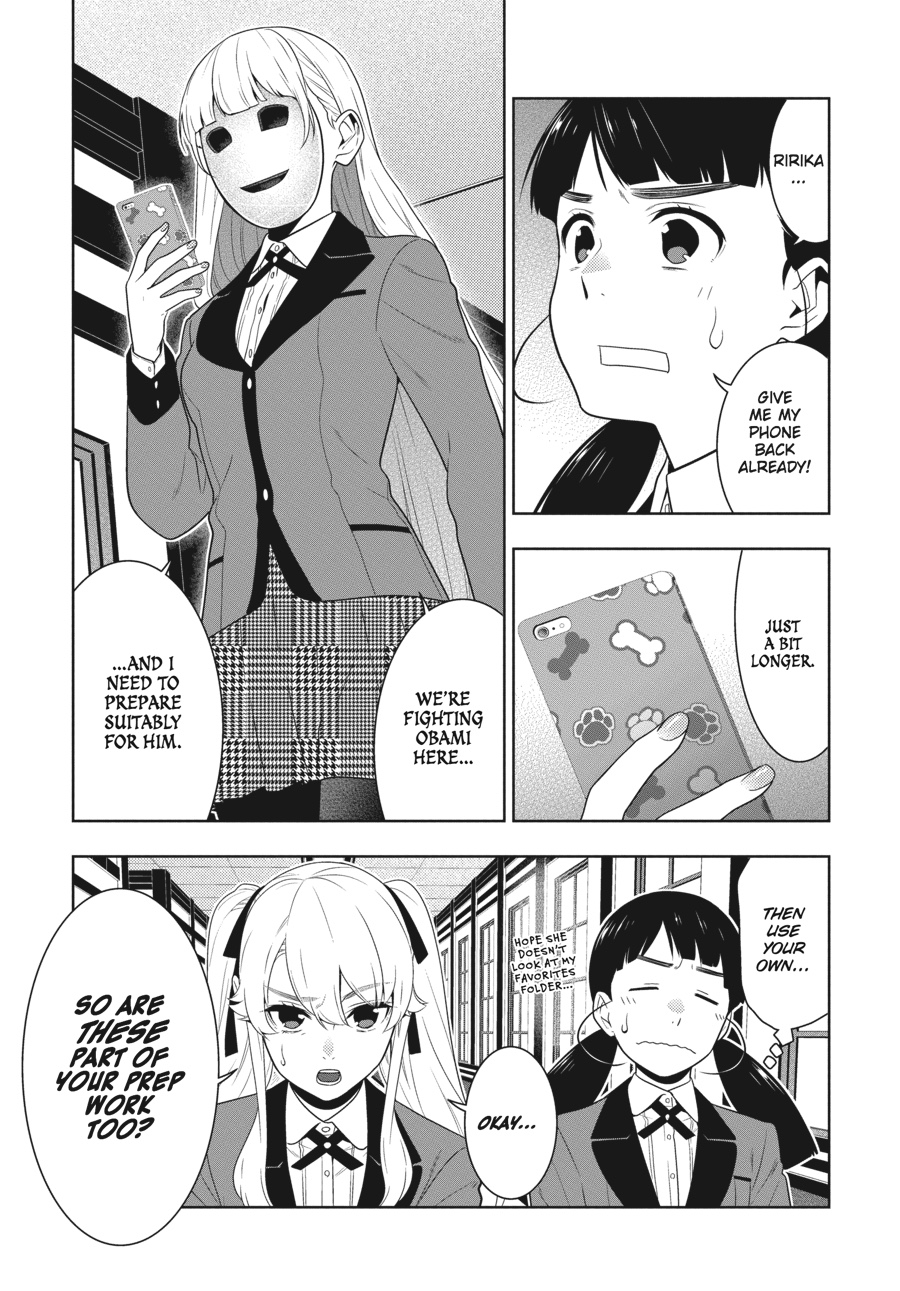 RIRIKA
...
GIVE
ME MY
PHONE
BACK
ALREADY!
JUST
A BIT
LONGER.
WE'RE
FIGHTING
OBAMI
HERE...
...AND I
NEED TO
PREPARE
SUITABLY
FOR HIM.
THEN
USE
YOUR
OWN...
HOPE SHE
DOESN'T
LOOK AT MY
FAVORITES
FOLDER...
OKAY...
SO ARE
THESE
PART OF
YOUR PREP
WORK
TOO?